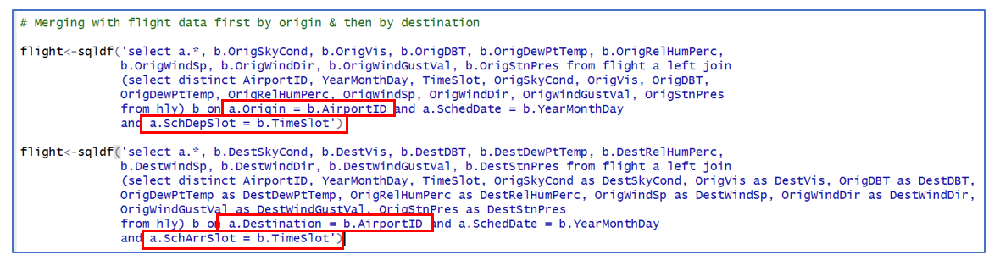 # Merging with flight data first by origin & then by destination
flight<-sqldf('select a.*, b.OrigSkyCond, b.OrigVis, b.OrigDBT, b.OrigDewPtTemp, b.OrigRelHumPerc,
b.OrigWindSp, b.OrigWindDir, b.OrigWindGustVal, b.OrigStnPres from flight a left join
(select distinct AirportID, YearMonthDay, TimeSlot, OrigSkyCond, OrigVis, OrigDBT,
OrigDewPtTemp, OrigRelHumPerc, OrigWindSp, OrigWindDir, OrigWindGustVal, OrigStnPres
from hly) b on a.Origin = b.AirportID and a.SchedDate = b.YearMonthDay
and a.SchDepSlot = b.TimeSlot')
flight<-sqldf('select a.*, b.DestSkyCond, b.DestVis, b.DestDBT, b.DestDewPtTemp, b.DestRelHumPerc,
b.DestWindSp, b.DestWindDir, b.DestWindGustVal, b.DestStnPres from flight a left join
(select distinct AirportID, YearMonthDay, TimeSlot, OrigSkyCond as DestSkyCond, OrigVis as DestVis, OrigDBT as DestDBT,
OrigDewPtTemp as DestDewPtTemp, OrigRelHumPerc as DestRelHumPerc, OrigWindSp as DestWindSp, OrigWindDir as DestWindDir,
OrigWindGustVal as DestWindGustVal, OrigStnPres as DestStnPres
from hly) b on a.Destination = b.AirportID and a.SchedDate = b.YearMonthDay
and a.SchArrSlot = b.TimeSlot')